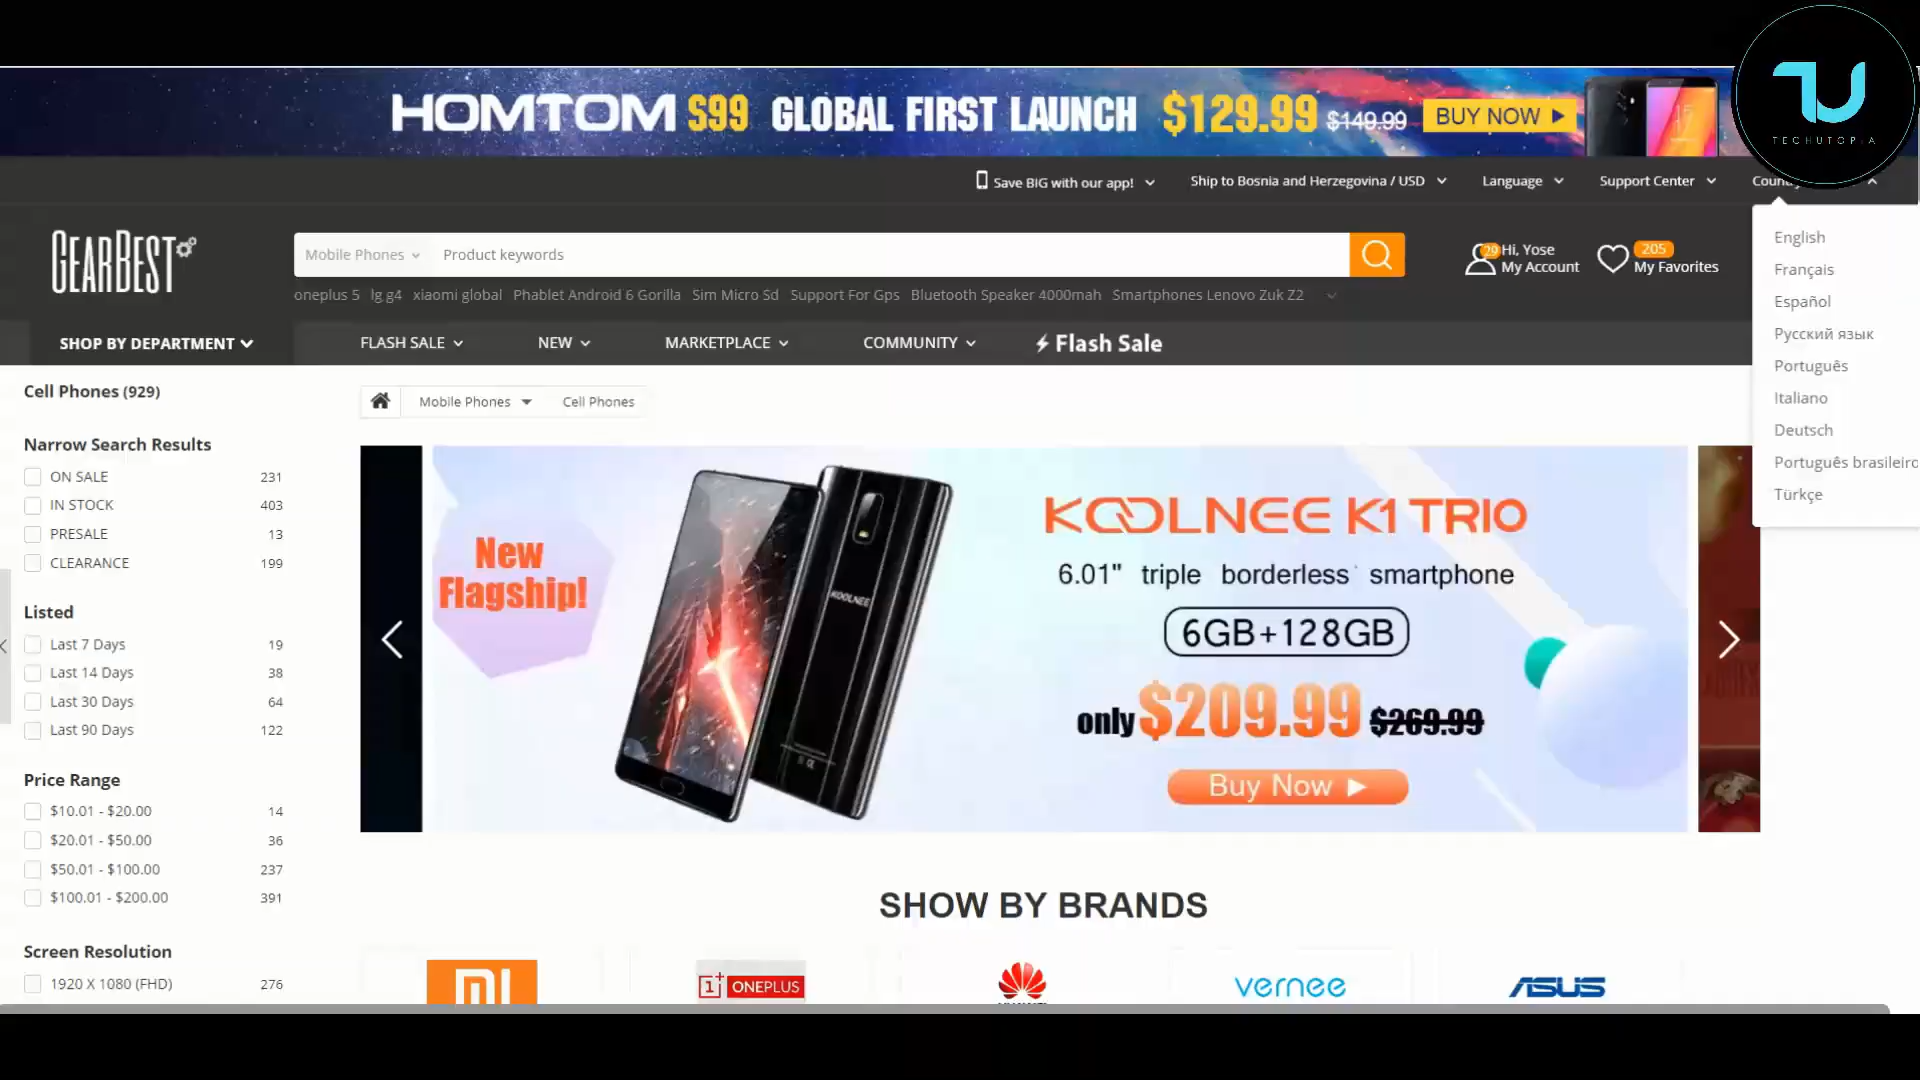 HOMTOM S99 GLOBAL FIRST LAUNCH $129.99 $149.99 BUY NOW
TECHUTOPIA
Save BIG with our app! Ship to Bosnia and Herzegovina / USD Language Support Center
English
Français
Español
Русский язык
Português
Italiano
Deutsch
Português brasileiro
Türkçe
GEARBEST
Mobile Phones Product keywords
29 Hi, Yose
My Account
205
My Favorites
oneplus 5 lg g4 xiaomi global Phablet Android 6 Gorilla Sim Micro Sd Support For Gps Bluetooth Speaker 4000mah Smartphones Lenovo Zuk Z2
SHOP BY DEPARTMENT FLASH SALE NEW MARKETPLACE COMMUNITY Flash Sale
Cell Phones (929)
Narrow Search Results
ON SALE 231
IN STOCK 403
PRESALE 13
CLEARANCE 199
Listed
Last 7 Days 19
Last 14 Days 38
Last 30 Days 64
Last 90 Days 122
Price Range
$10.01 - $20.00 14
$20.01 - $50.00 36
$50.01 - $100.00 237
$100.01 - $200.00 391
Screen Resolution
1920 X 1080 (FHD) 276
Mobile Phones Cell Phones
New
Flagship!
KOOLNEE
KOOLNEE K1 TRIO
6.01" triple borderless smartphone
6GB+128GB
only $209.99 $269.99
Buy Now
SHOW BY BRANDS
MI
1+ ONEPLUS
vernee
ASUS